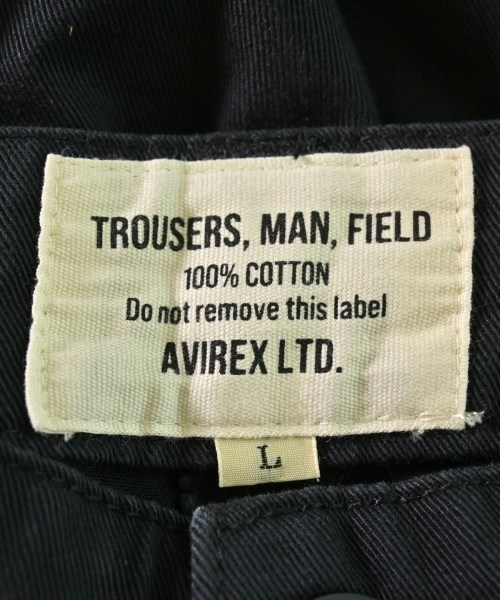 TROUSERS, MAN, FIELD
100% COTTON
Do not remove this label
AVIREX LTD.
L